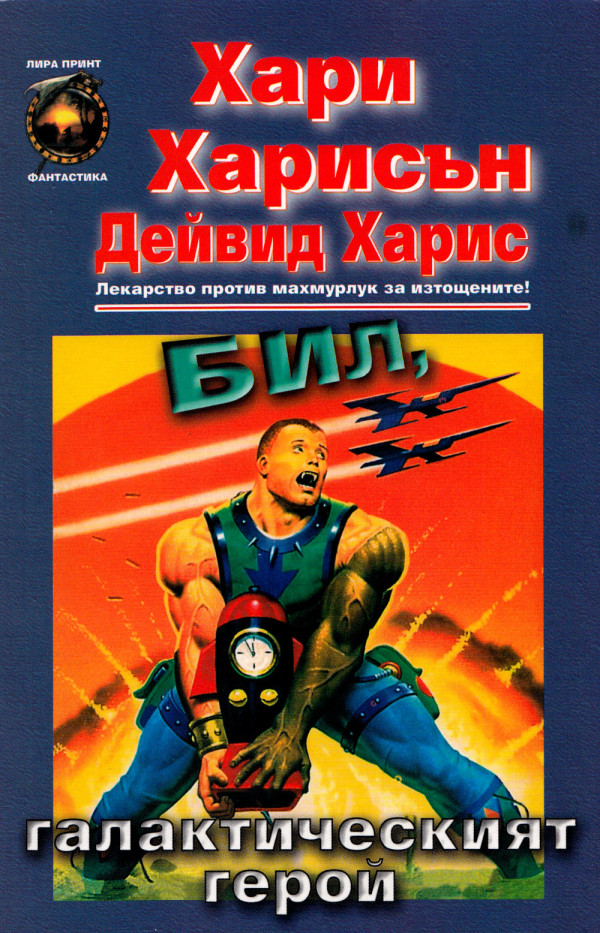 ЛИРА ПРИНТ
ФАНТАСТИКА
Хари
Харисън
Дейвид Харис
Лекарство против махмурлук за изтощените!
БИЛ,
галактическият
герой